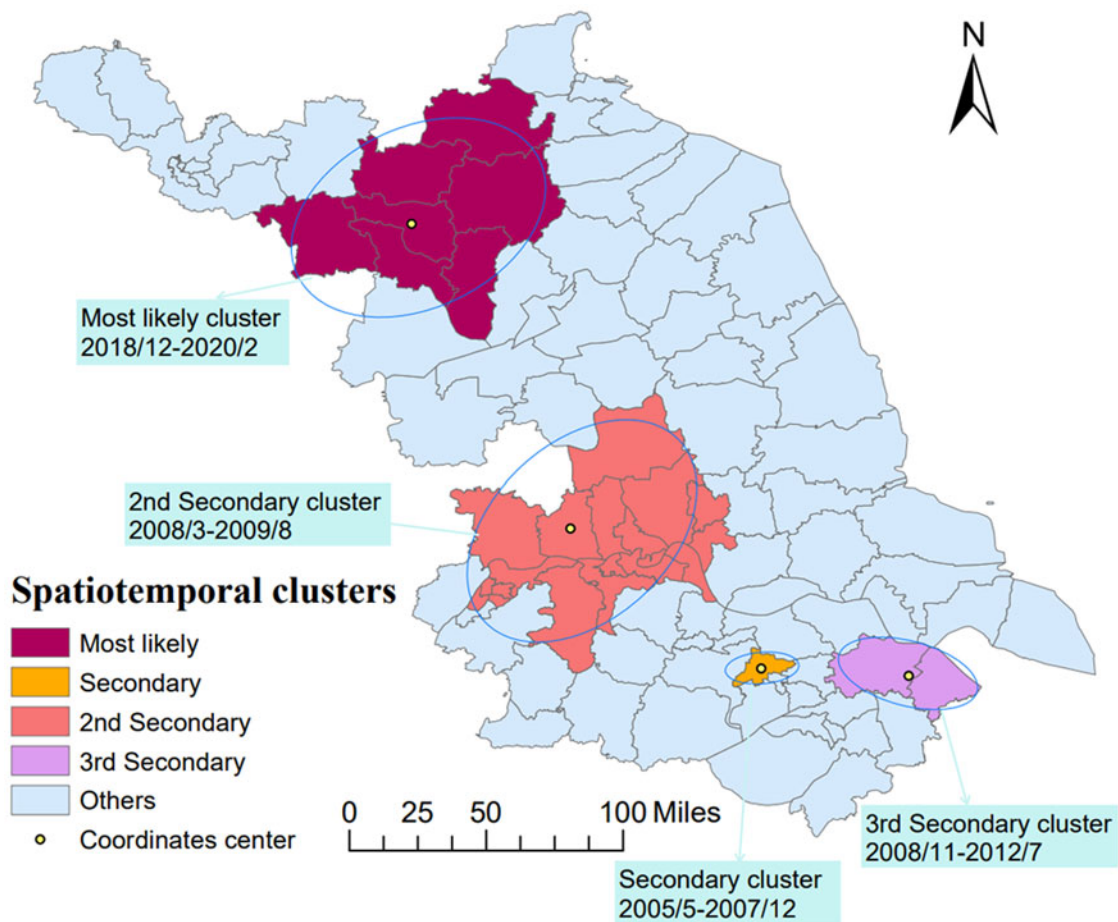 N
Most likely cluster
2018/12-2020/2
2nd Secondary cluster
2008/3-2009/8
Spatiotemporal clusters
Most likely
Secondary
2nd Secondary
3rd Secondary
Others
Coordinates center
0 25 50 100 Miles
3rd Secondary cluster
2008/11-2012/7
Secondary cluster
2005/5-2007/12